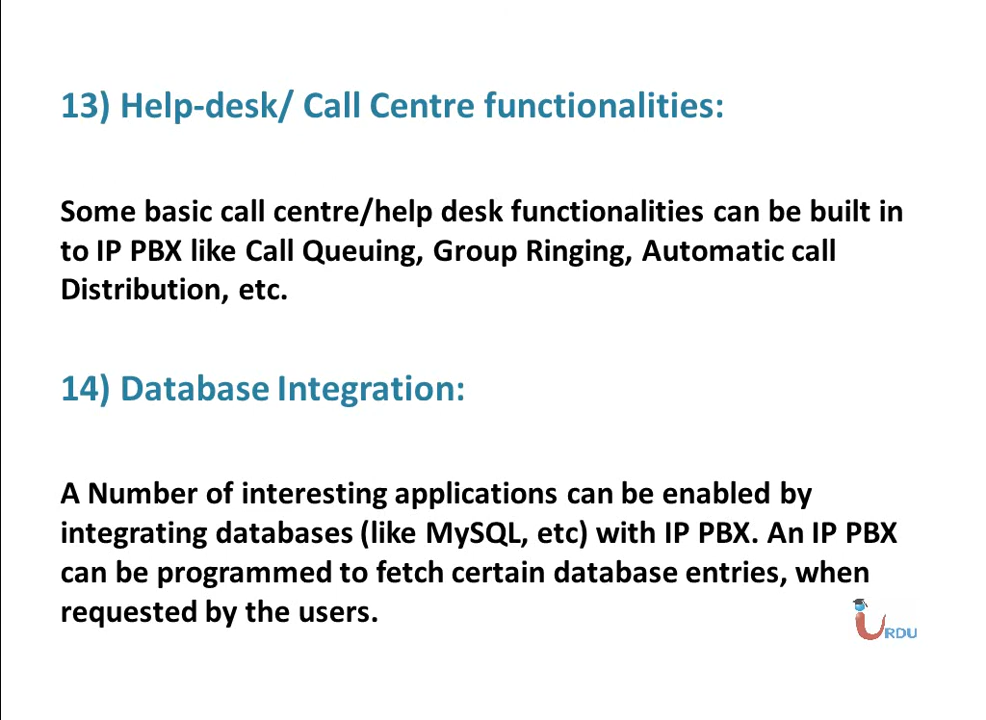 13) Help-desk/ Call Centre functionalities:
Some basic call centre/help desk functionalities can be built in
to IP PBX like Call Queuing, Group Ringing, Automatic call
Distribution, etc.
14) Database Integration:
A Number of interesting applications can be enabled by
integrating databases (like MySQL, etc) with IP PBX. An IP PBX
can be programmed to fetch certain database entries, when
requested by the users.
URDU